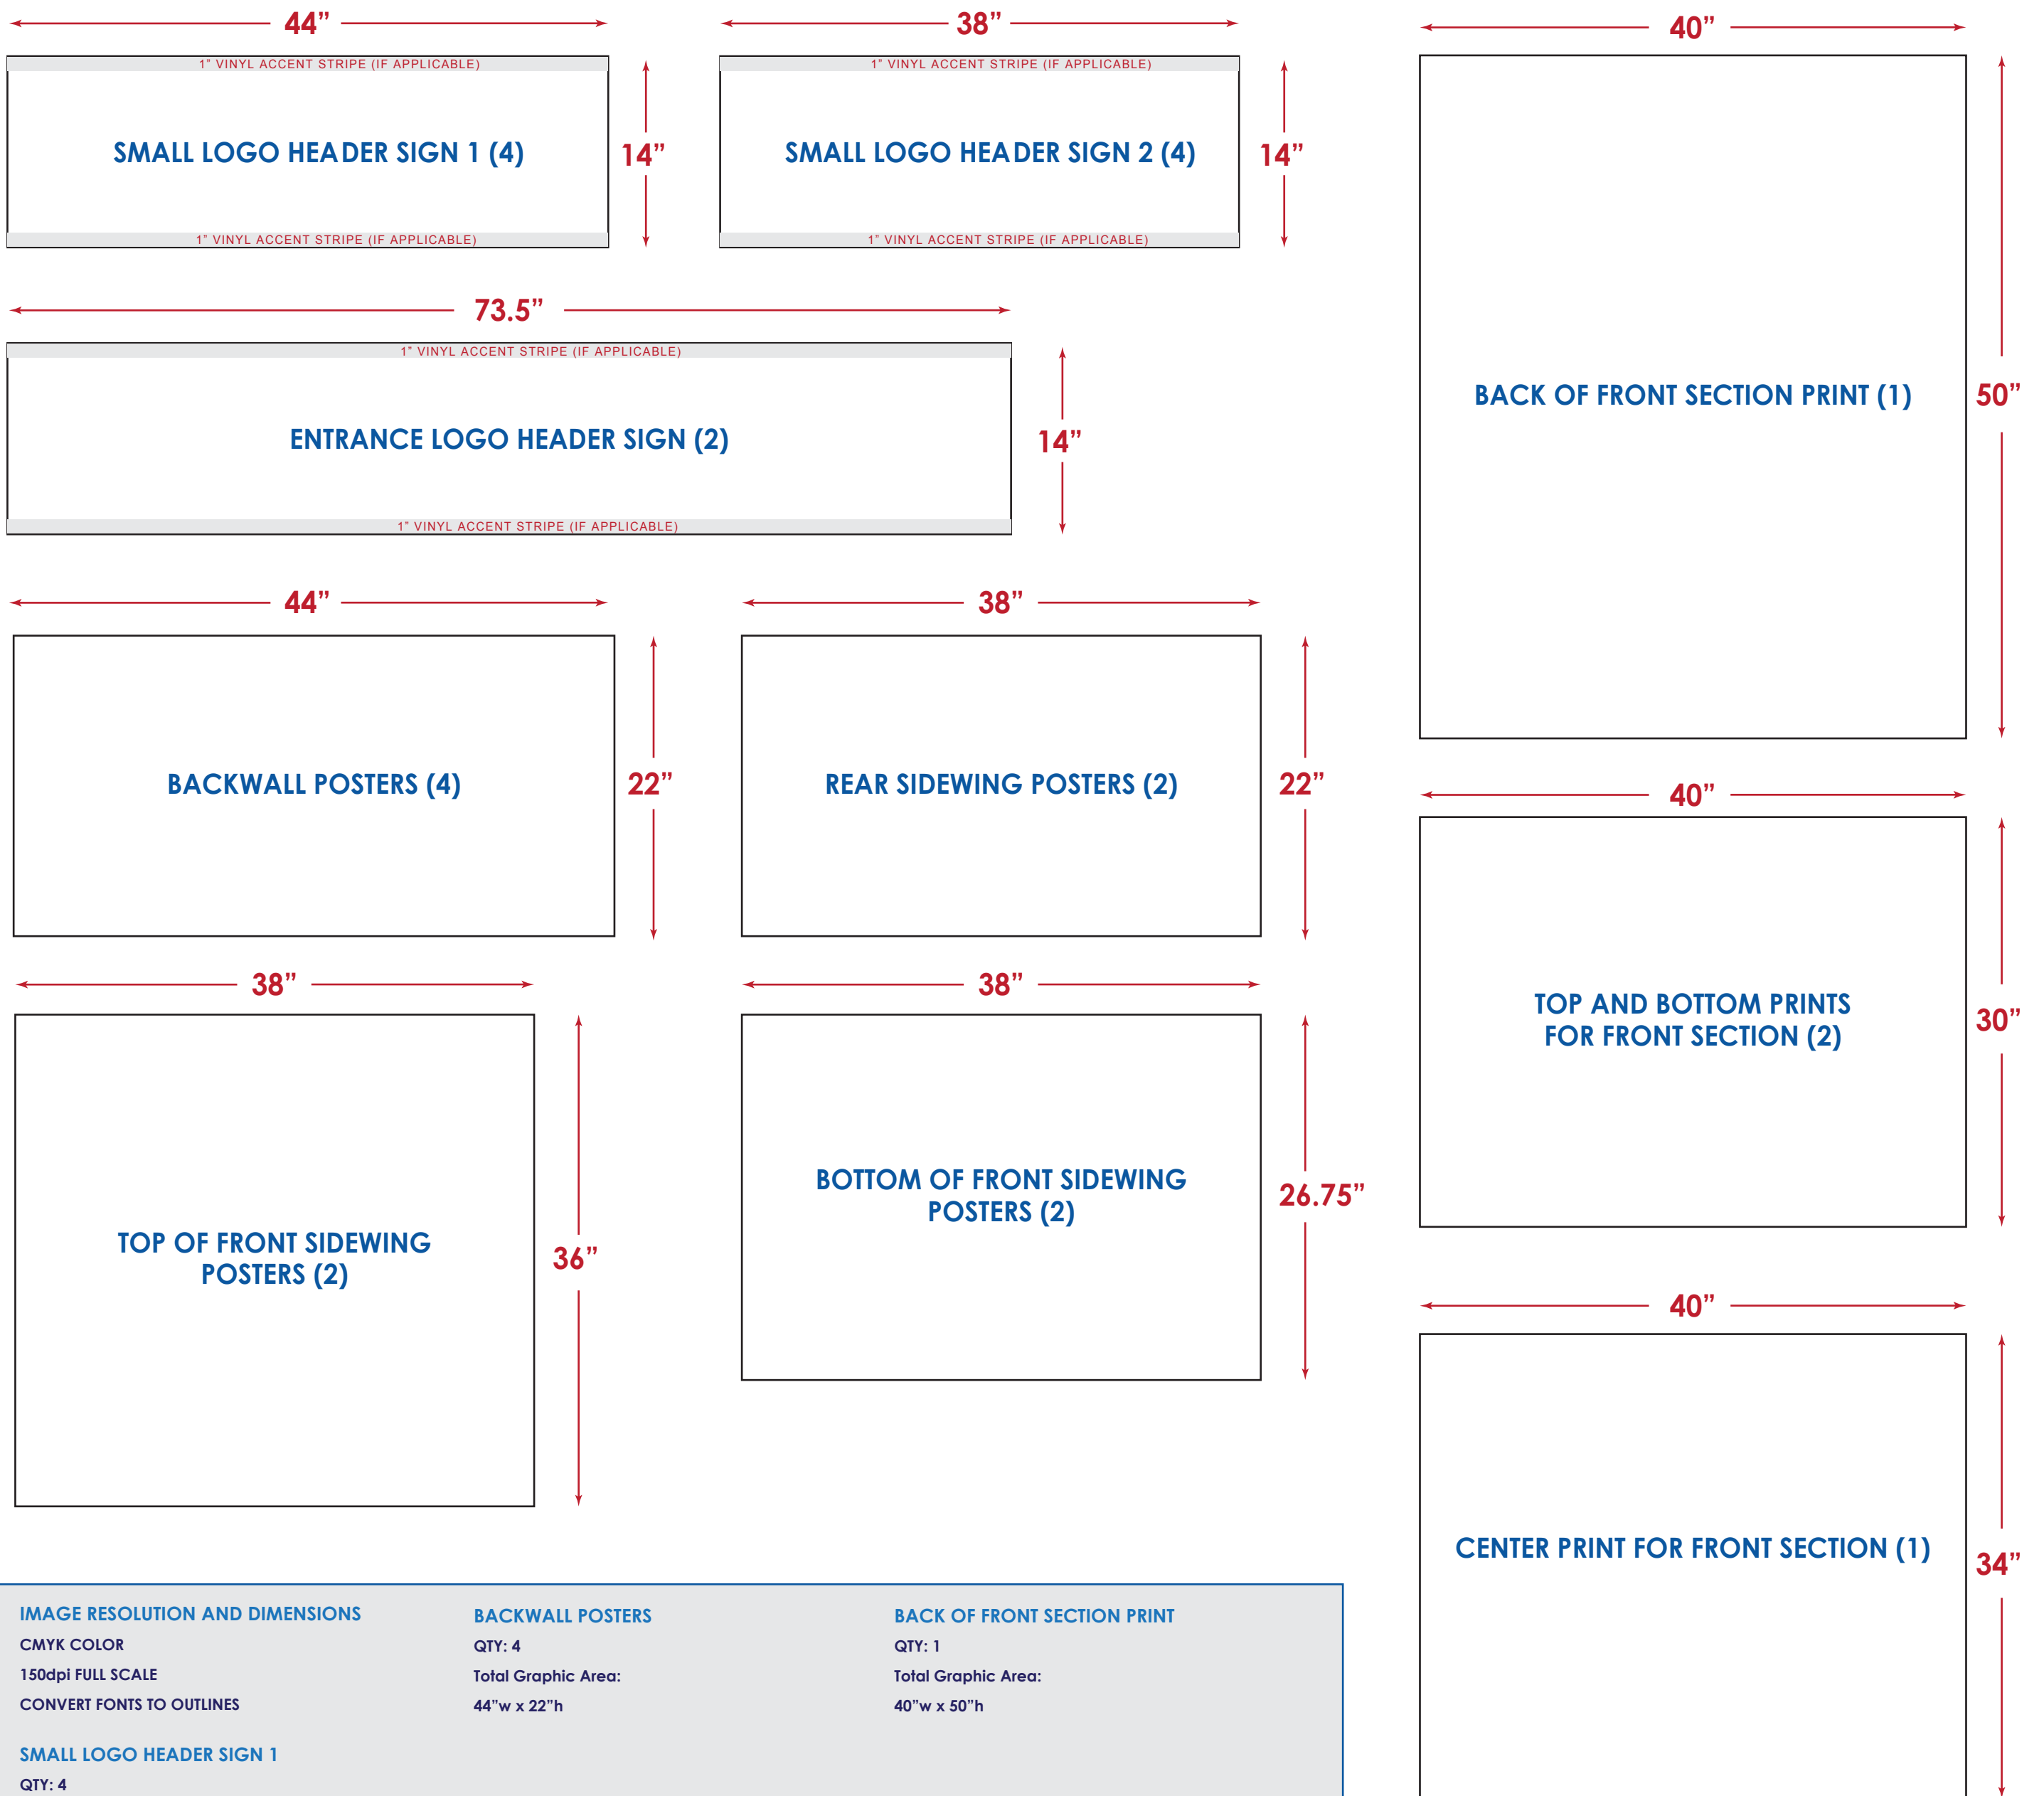 44”
1” VINYL ACCENT STRIPE (IF APPLICABLE)
SMALL LOGO HEADER SIGN 1 (4)
14”
1” VINYL ACCENT STRIPE (IF APPLICABLE)
38”
1” VINYL ACCENT STRIPE (IF APPLICABLE)
SMALL LOGO HEADER SIGN 2 (4)
14”
1” VINYL ACCENT STRIPE (IF APPLICABLE)
40”
BACK OF FRONT SECTION PRINT (1)
50”
73.5”
1” VINYL ACCENT STRIPE (IF APPLICABLE)
ENTRANCE LOGO HEADER SIGN (2)
14”
1” VINYL ACCENT STRIPE (IF APPLICABLE)
44”
BACKWALL POSTERS (4)
22”
38”
REAR SIDEWING POSTERS (2)
22”
40”
TOP AND BOTTOM PRINTS
FOR FRONT SECTION (2)
30”
38”
TOP OF FRONT SIDEWING
POSTERS (2)
36”
38”
BOTTOM OF FRONT SIDEWING
POSTERS (2)
26.75”
40”
CENTER PRINT FOR FRONT SECTION (1)
34”
IMAGE RESOLUTION AND DIMENSIONS
CMYK COLOR
150dpi FULL SCALE
CONVERT FONTS TO OUTLINES
SMALL LOGO HEADER SIGN 1
QTY: 4
BACKWALL POSTERS
QTY: 4
Total Graphic Area:
44”w x 22”h
BACK OF FRONT SECTION PRINT
QTY: 1
Total Graphic Area:
40”w x 50”h